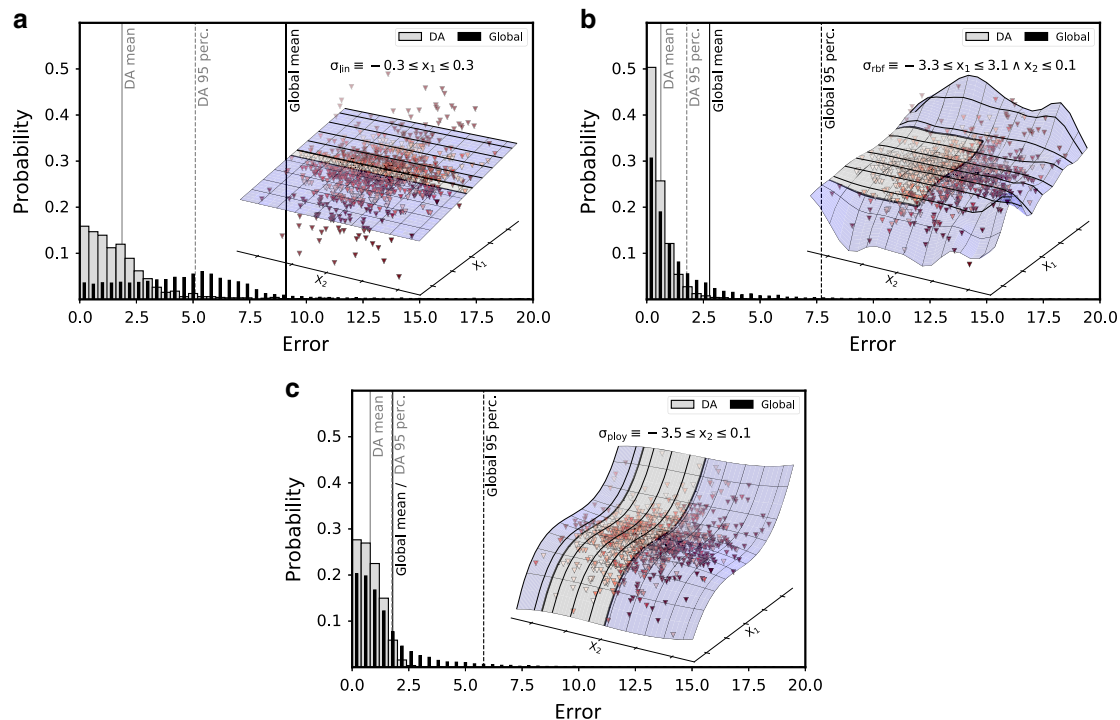 a
DA Global
σlin ≡ − 0.3 ≤ x1 ≤ 0.3
DA mean
DA 95 perc.
Global mean
Probability
0.5
0.4
0.3
0.2
0.1
X2
X1
0.0 2.5 5.0 7.5 10.0 12.5 15.0 17.5 20.0
Error
b
DA Global
σrbf ≡ − 3.3 ≤ x1 ≤ 3.1 ∧ x2 ≤ 0.1
DA mean
DA 95 perc.
Global mean
Global 95 perc.
Probability
0.5
0.4
0.3
0.2
0.1
X2
X1
0.0 2.5 5.0 7.5 10.0 12.5 15.0 17.5 20.0
Error
c
DA Global
σploy ≡ − 3.5 ≤ x2 ≤ 0.1
DA mean
Global mean / DA 95 perc.
Global 95 perc.
Probability
0.5
0.4
0.3
0.2
0.1
X2
X1
0.0 2.5 5.0 7.5 10.0 12.5 15.0 17.5 20.0
Error